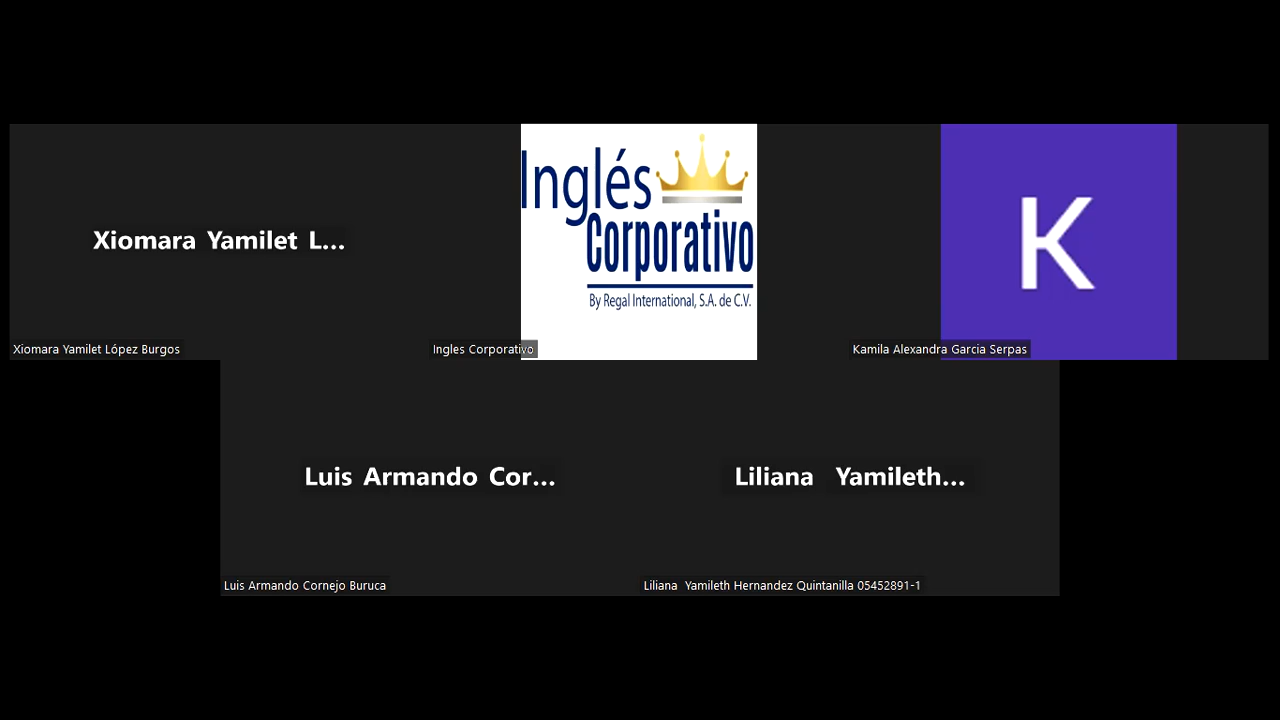 Xiomara Yamilet L...
Xiomara Yamilet López Burgos
Inglés
Corporativo
By Regal International, S.A. de C.V.
Ingles Corporativo
K
Kamila Alexandra Garcia Serpas
Luis Armando Cor...
Luis Armando Cornejo Buruca
Liliana Yamileth...
Liliana Yamileth Hernandez Quintanilla 05452891-1